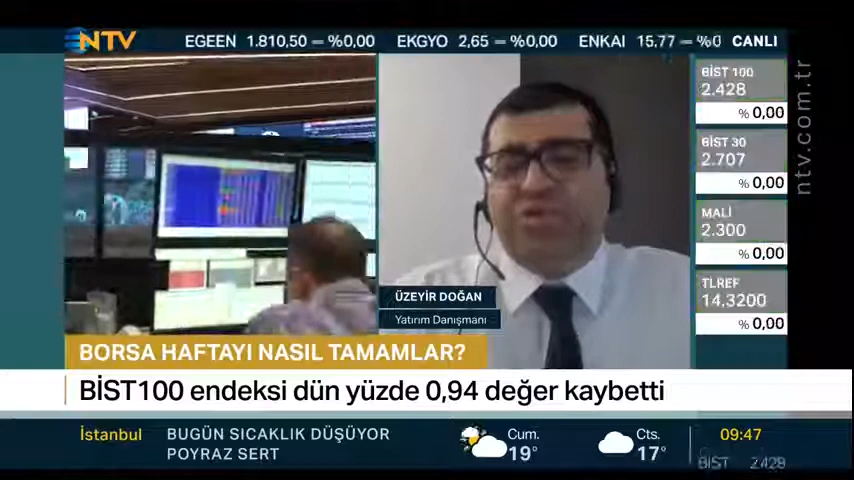 NTV
EGEEN 1.810,50 – %0,00 EKGYO 2,65 – %0,00 ENKAI 15,77 – %0
CANLI
BİST 100
2.428
% 0,00
BİST 30
2.707
% 0,00
MALİ
2.300
% 0,00
TLREF
14,3200
% 0,00
ntv.com.tr
ÜZEYİR DOĞAN
Yatırım Danışmanı
BORSA HAFTAYI NASIL TAMAMLAR?
BİST100 endeksi dün yüzde 0,94 değer kaybetti
İstanbul
BUGÜN SICAKLIK DÜŞÜYOR
POYRAZ SERT
Cum.
19°
Cts.
17°
09:47
BIST 2.428